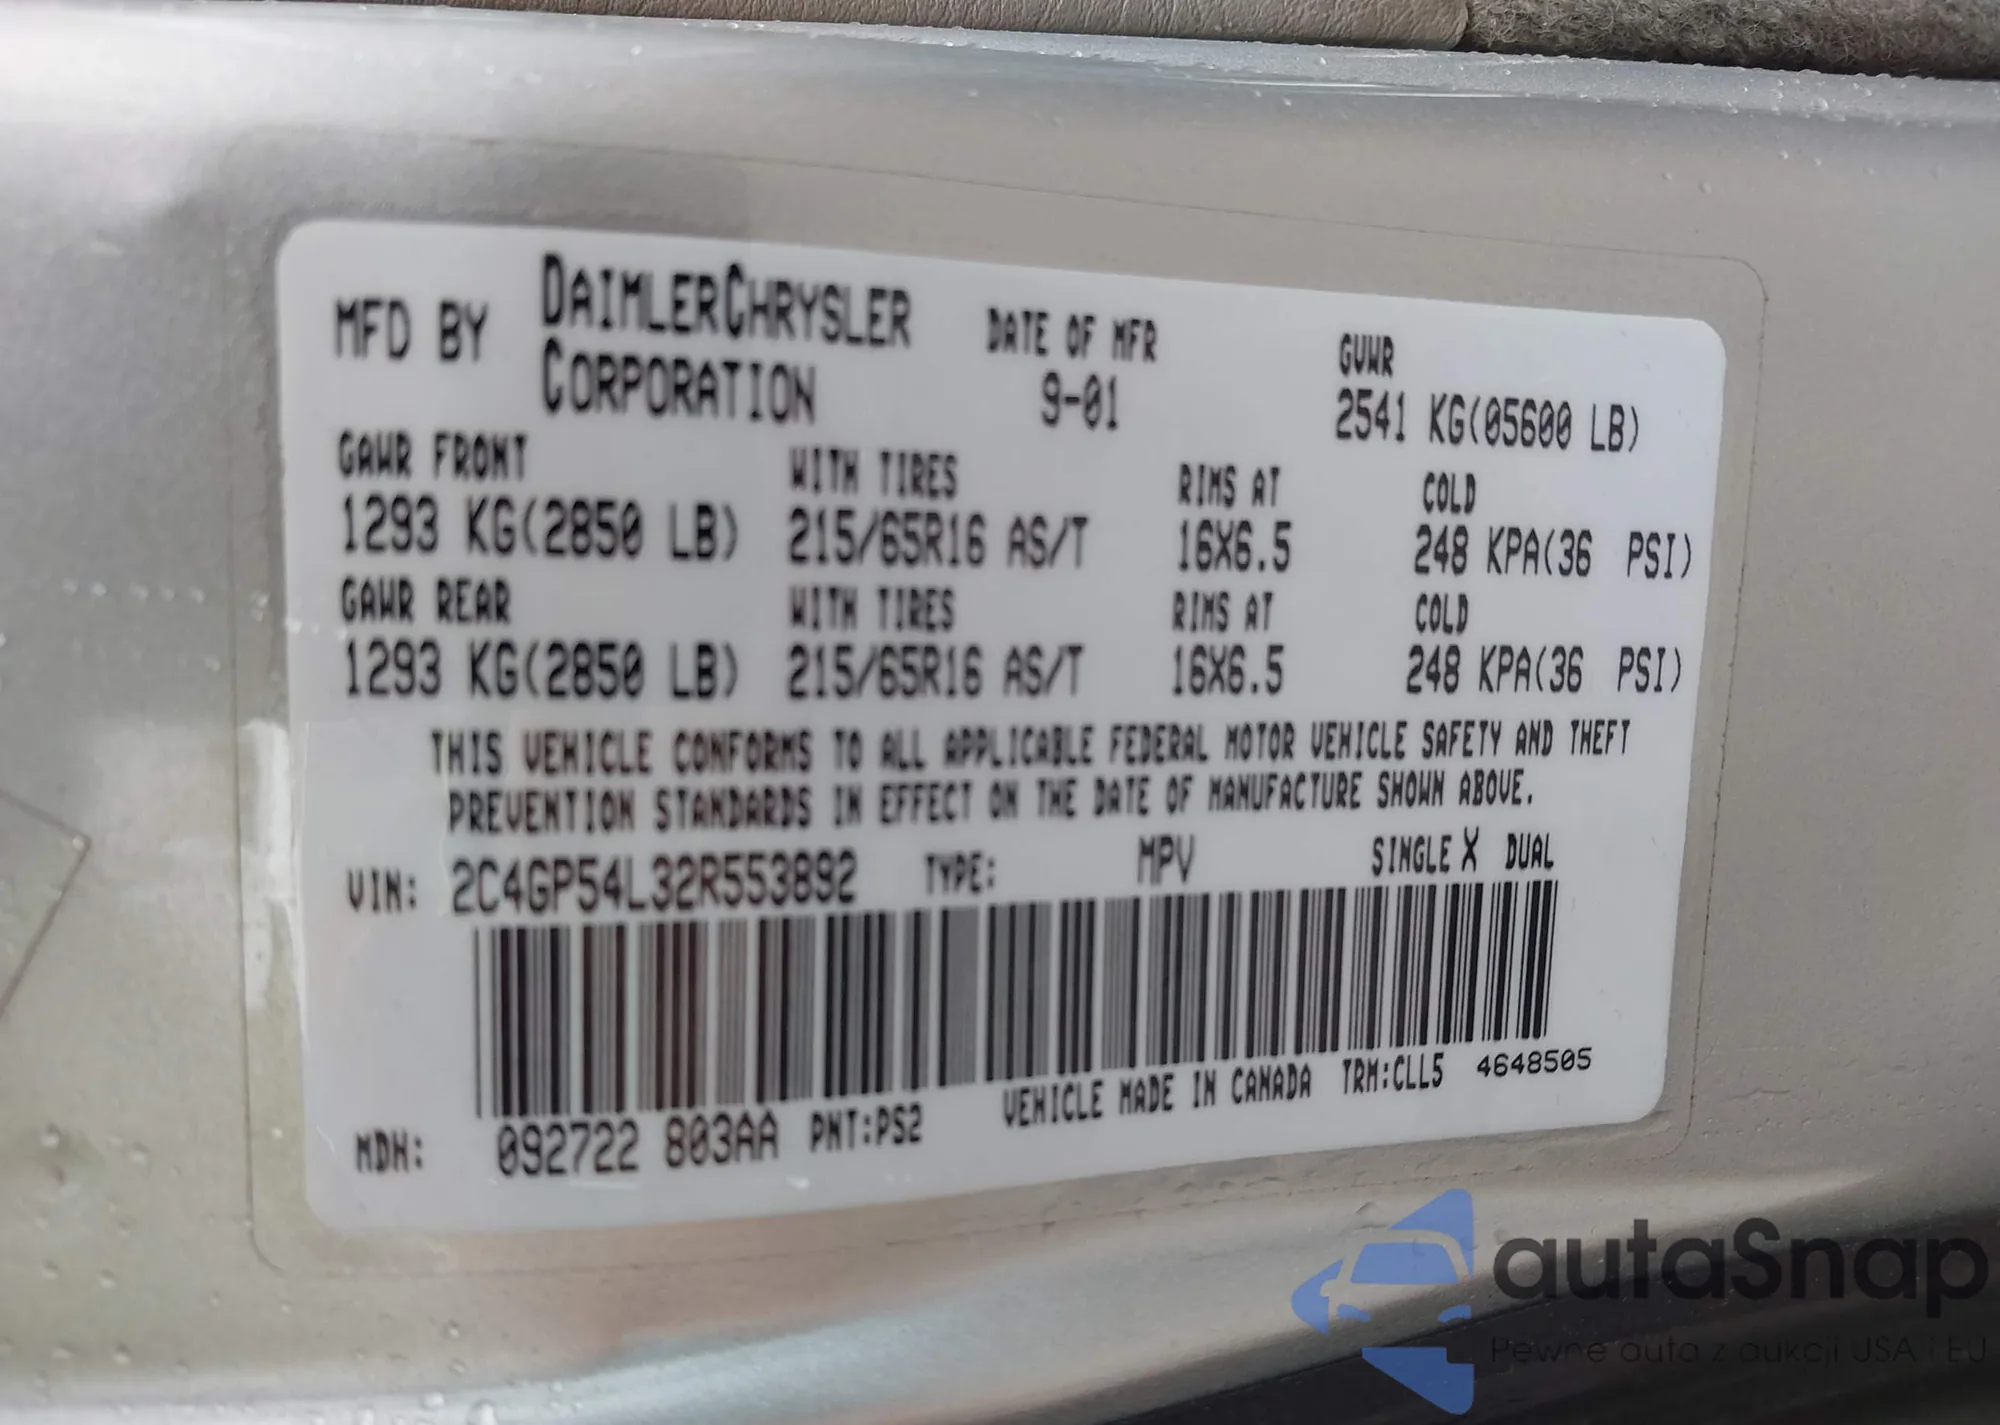 MFD BY DAIMLERCHRYSLER CORPORATION DATE OF MFR 9-01 GVWR 2541 KG(05600 LB)
GAWR FRONT WITH TIRES RIMS AT COLD
1293 KG(2850 LB) 215/65R16 AS/T 16X6.5 248 KPA(36 PSI)
GAWR REAR WITH TIRES RIMS AT COLD
1293 KG(2850 LB) 215/65R16 AS/T 16X6.5 248 KPA(36 PSI)
THIS VEHICLE CONFORMS TO ALL APPLICABLE FEDERAL MOTOR VEHICLE SAFETY AND THEFT
PREVENTION STANDARDS IN EFFECT ON THE DATE OF MANUFACTURE SHOWN ABOVE.
VIN: 2C4GP54L32R553892 TYPE: MPV SINGLE X DUAL
MDH: 092722 803AA PNT:PS2 VEHICLE MADE IN CANADA TRM:CLL5 4648505
autaSnap
Pewne auta z aukcji USA i EU